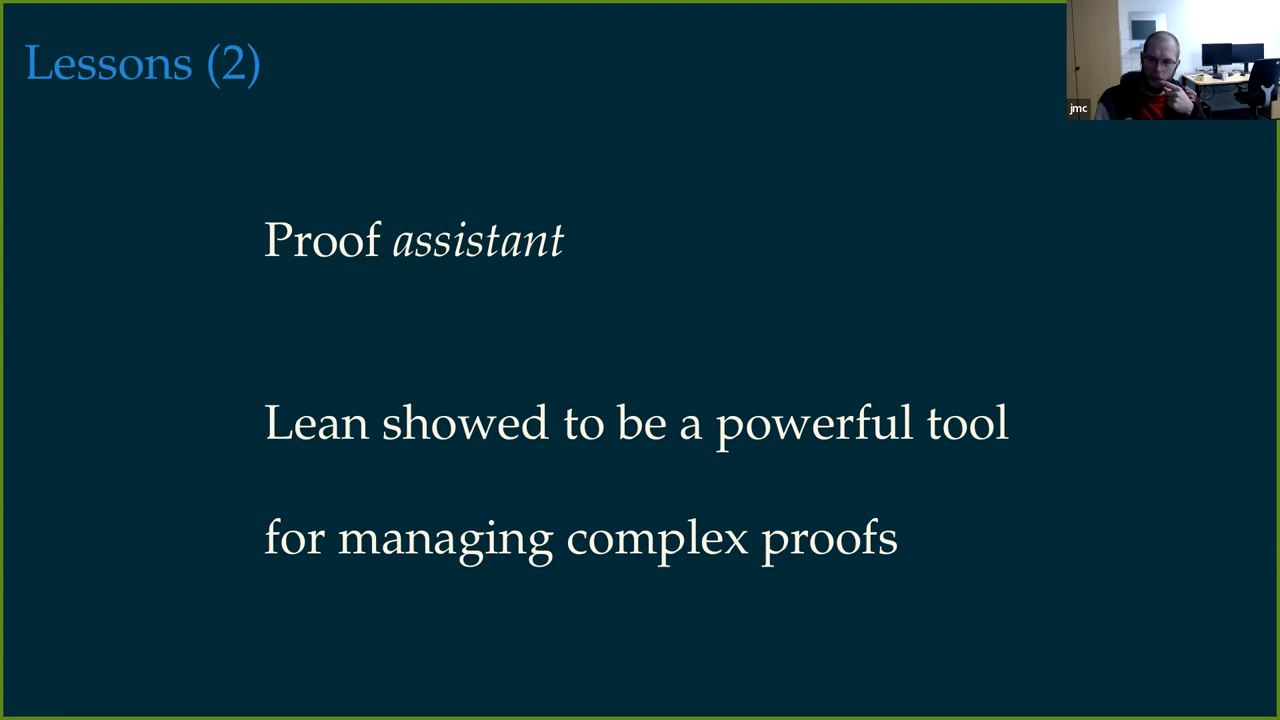 Lessons (2)
jmc
Proof assistant
Lean showed to be a powerful tool
for managing complex proofs